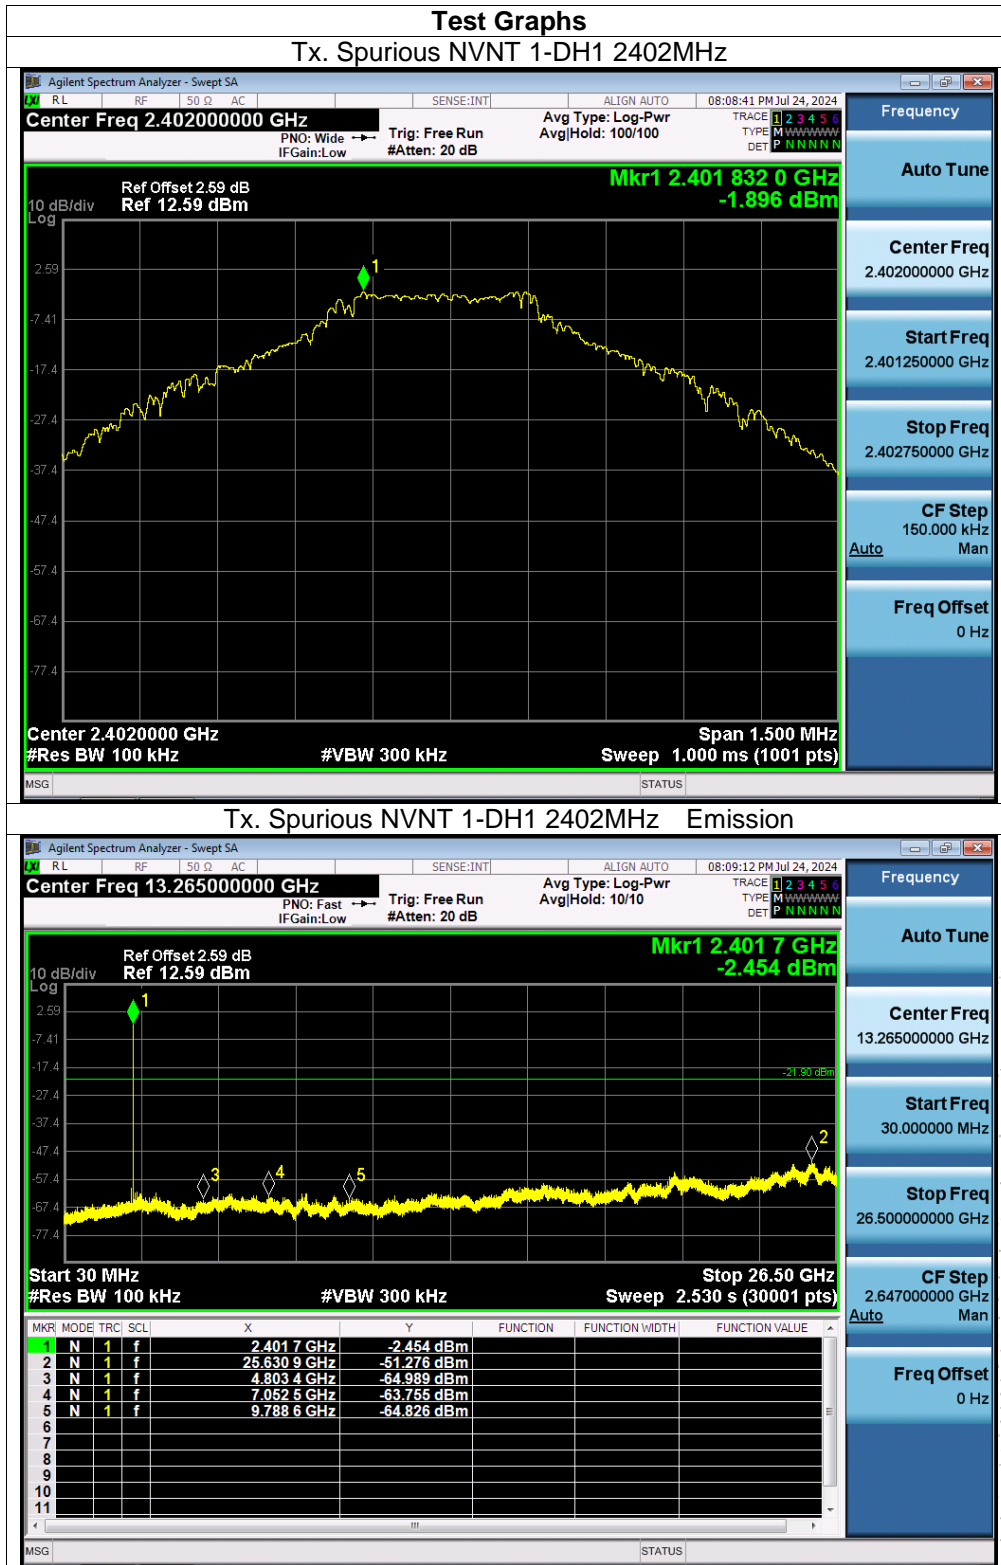 Test Graphs
Tx. Spurious NVNT 1-DH1 2402MHz
Agilent Spectrum Analyzer - Swept SA
LXI RL RF 50 Ω AC SENSE:INT ALIGN AUTO 08:08:41 PM Jul 24, 2024
Center Freq 2.402000000 GHz
PNO: Wide
IFGain:Low
Trig: Free Run
#Atten: 20 dB
Avg Type: Log-Pwr
Avg|Hold: 100/100
TRACE 1 2 3 4 5 6
TYPE M WWWWW
DET P N N N N N
Frequency
Auto Tune
Center Freq
2.402000000 GHz
Start Freq
2.401250000 GHz
Stop Freq
2.402750000 GHz
CF Step
150.000 kHz
Auto Man
Freq Offset
0 Hz
Mkr1 2.401 832 0 GHz
-1.896 dBm
Ref Offset 2.59 dB
10 dB/div Ref 12.59 dBm
Log
1
2.59
-7.41
-17.4
-27.4
-37.4
-47.4
-57.4
-67.4
-77.4
Center 2.4020000 GHz Span 1.500 MHz
#Res BW 100 kHz #VBW 300 kHz Sweep 1.000 ms (1001 pts)
MSG STATUS
Tx. Spurious NVNT 1-DH1 2402MHz Emission
Agilent Spectrum Analyzer - Swept SA
LXI RL RF 50 Ω AC SENSE:INT ALIGN AUTO 08:09:12 PM Jul 24, 2024
Center Freq 13.265000000 GHz
PNO: Fast
IFGain:Low
Trig: Free Run
#Atten: 20 dB
Avg Type: Log-Pwr
Avg|Hold: 10/10
TRACE 1 2 3 4 5 6
TYPE M WWWWW
DET P N N N N N
Frequency
Auto Tune
Center Freq
13.265000000 GHz
Start Freq
30.000000 MHz
Stop Freq
26.500000000 GHz
CF Step
2.647000000 GHz
Auto Man
Freq Offset
0 Hz
Mkr1 2.401 7 GHz
-2.454 dBm
Ref Offset 2.59 dB
10 dB/div Ref 12.59 dBm
Log
1
2.59
-7.41
-17.4
-21.90 dBm
-27.4
-37.4
-47.4
2
-57.4
3 4 5
-67.4
-77.4
Start 30 MHz Stop 26.50 GHz
#Res BW 100 kHz #VBW 300 kHz Sweep 2.530 s (30001 pts)
MKR MODE TRC SCL X Y FUNCTION FUNCTION WIDTH FUNCTION VALUE
1 N 1 f 2.401 7 GHz -2.454 dBm
2 N 1 f 25.630 9 GHz -51.276 dBm
3 N 1 f 4.803 4 GHz -64.989 dBm
4 N 1 f 7.052 5 GHz -63.755 dBm
5 N 1 f 9.788 6 GHz -64.826 dBm
6
7
8
9
10
11
MSG STATUS